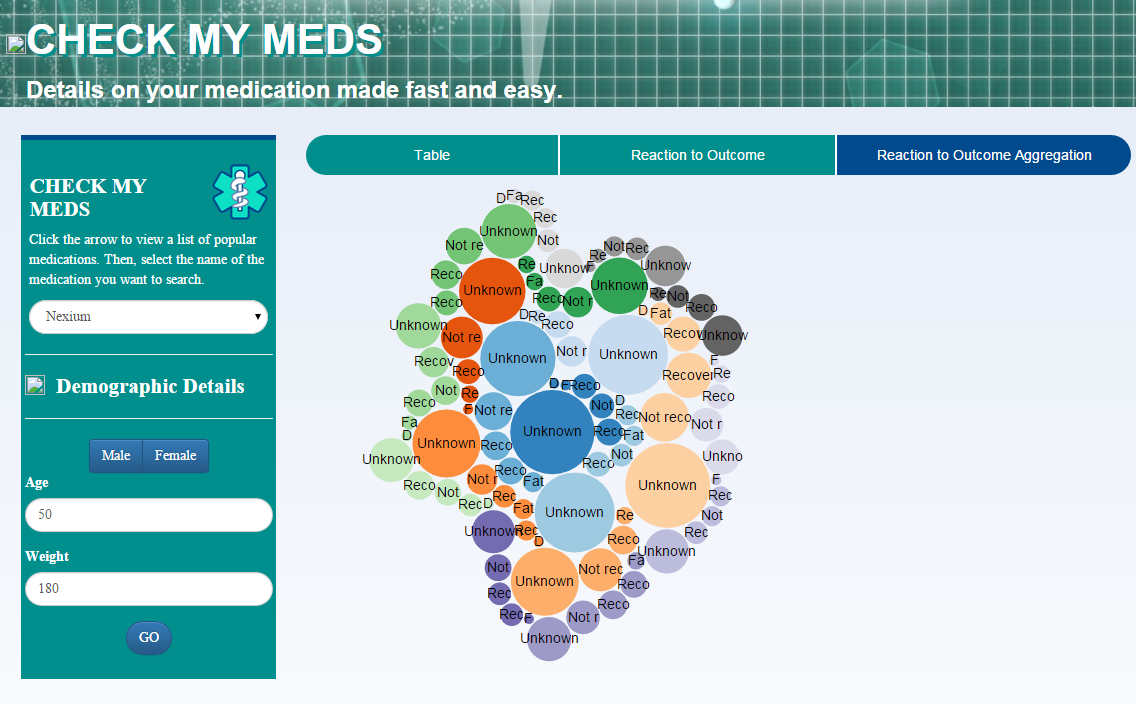 CHECK MY MEDS
Details on your medication made fast and easy.
CHECK MY
MEDS
Click the arrow to view a list of popular
medications. Then, select the name of the
medication you want to search.
Nexium
Demographic Details
Male Female
Age
50
Weight
180
GO
Table Reaction to Outcome Reaction to Outcome Aggregation
D Fa Rec
Rec
Unknown
Not
Not re
Not Rec
Re
Re F Unknow
Unknow
Reco
Fa
Unknown
Unknown
Re Not
Reco
Reco
Not r
Reco
D Fat
D Re
Reco
Unknown
Recov
Unknow
Not re
Not r
Unknown
Unknown
Recov
F
Reco
Recover
Re
D F Reco
Not
Re
Reco
Reco
D
Not
F
Not re
Rec
Not reco
Fa
Not r
D
Unknown
Reco
Fat
Unknown
Reco
Not
Unknown
Unkno
Reco
Reco
Not r
Fat
F
Reco
Unknown
Not
Rec
Rec
Rec D
Fat
Unknown
Re
Not
Unknown
Rec
Rec
D
Reco
Unknown
Fa
Not
Not rec
Unknown
Reco
Rec
Reco
Rec F
Not r
Unknown